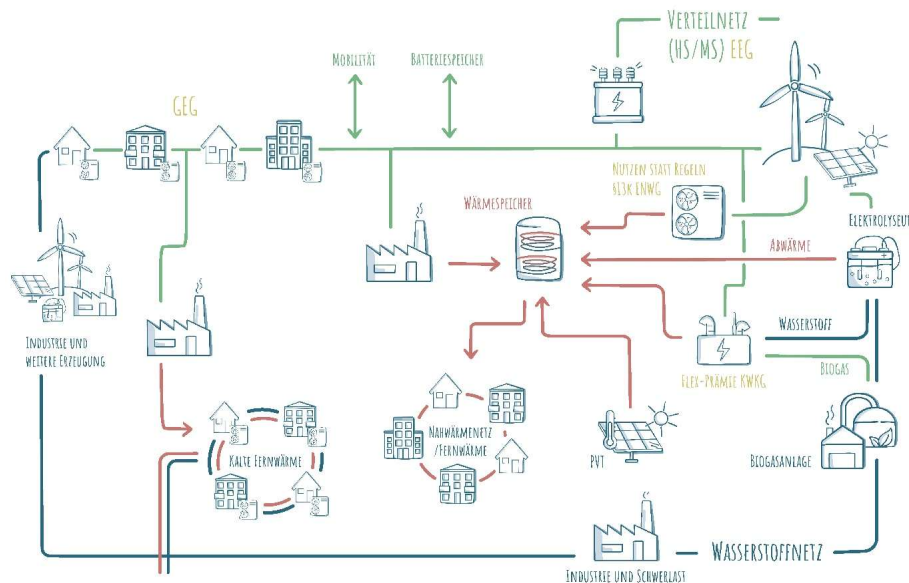 Verteilnetz
(HS/MS) EEG
Mobilität
Batteriespeicher
GEG
Nutzen statt Regeln
§13k ENWG
Wärmespeicher
Elektrolyseur
Abwärme
Wasserstoff
Industrie und
weitere Erzeugung
Biogas
Flex-Prämie KWKG
Nahwärmenetz
/Fernwärme
Kalte Fernwärme
PVT
Biogasanlage
Wasserstoffnetz
Industrie und Schwerlast